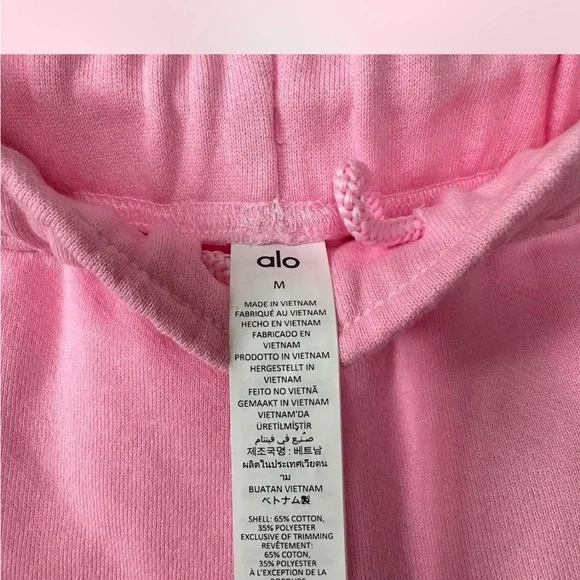 alo
M
MADE IN VIETNAM
FABRIQUÉ AU VIETNAM
HECHO EN VIETNAM
FABRICADO EN
VIETNAM
PRODOTTO IN VIETNAM
HERGESTELLT IN
VIETNAM
FEITO NO VIETNÃ
GEMAAKT IN VIETNAM
VIETNAM'DA
ÜRETİLMİŞTİR
صنع في فيتنام
제조국명 : 베트남
ผลิตในประเทศเวียดน
าม
BUATAN VIETNAM
ベトナム製
SHELL: 65% COTTON,
35% POLYESTER
EXCLUSIVE OF TRIMMING
REVÊTEMENT:
65% COTON,
35% POLYESTER
À L'EXCEPTION DE LA